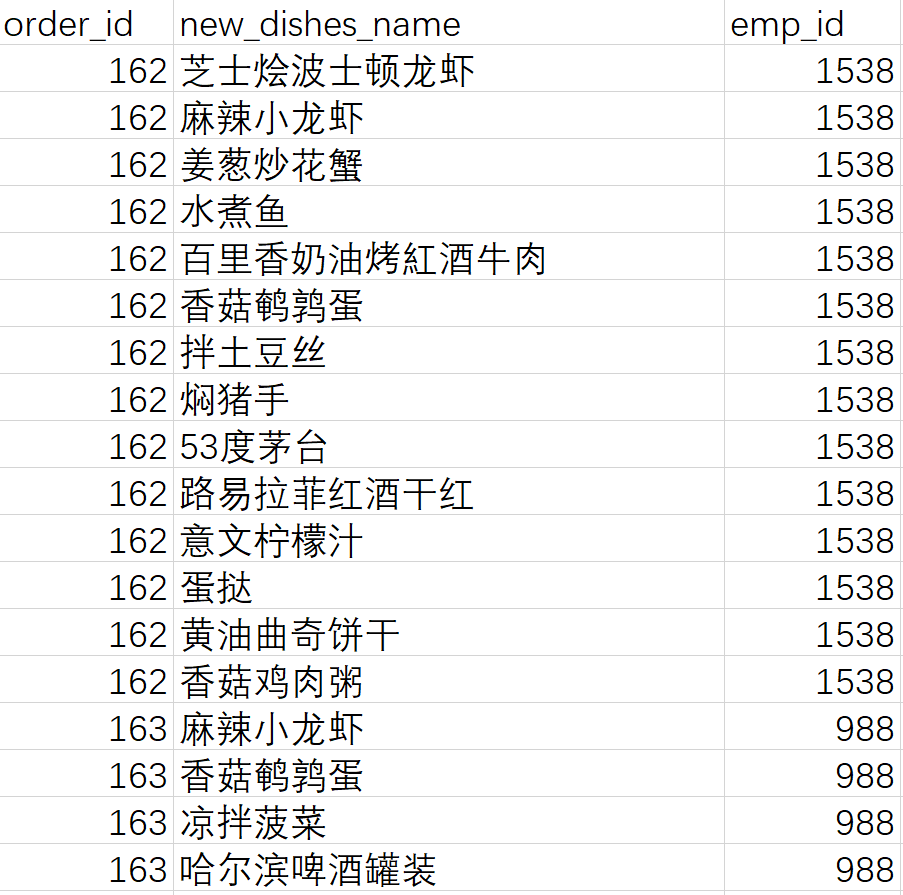 order_id new_dishes_name emp_id
162 芝士烩波士顿龙虾 1538
162 麻辣小龙虾 1538
162 姜葱炒花蟹 1538
162 水煮鱼 1538
162 百里香奶油烤紅酒牛肉 1538
162 香菇鹌鹑蛋 1538
162 拌土豆丝 1538
162 焖猪手 1538
162 53度茅台 1538
162 路易拉菲红酒干红 1538
162 意文柠檬汁 1538
162 蛋挞 1538
162 黄油曲奇饼干 1538
162 香菇鸡肉粥 1538
163 麻辣小龙虾 988
163 香菇鹌鹑蛋 988
163 凉拌菠菜 988
163 哈尔滨啤酒罐装 988